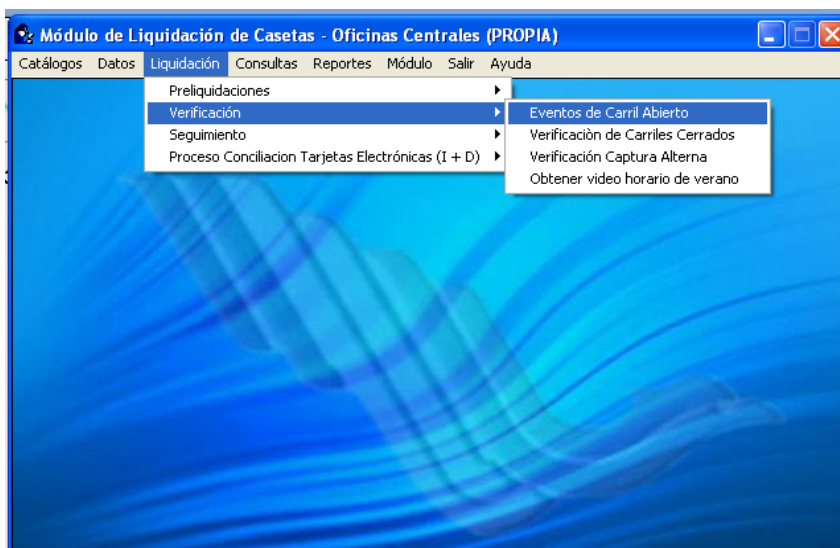 Módulo de Liquidación de Casetas - Oficinas Centrales (PROPIA)
Catálogos Datos Liquidación Consultas Reportes Módulo Salir Ayuda
Preliquidaciones
Verificación
Seguimiento
Proceso Conciliacion Tarjetas Electrónicas (I + D)
Eventos de Carril Abierto
Verificaciòn de Carriles Cerrados
Verificación Captura Alterna
Obtener video horario de verano